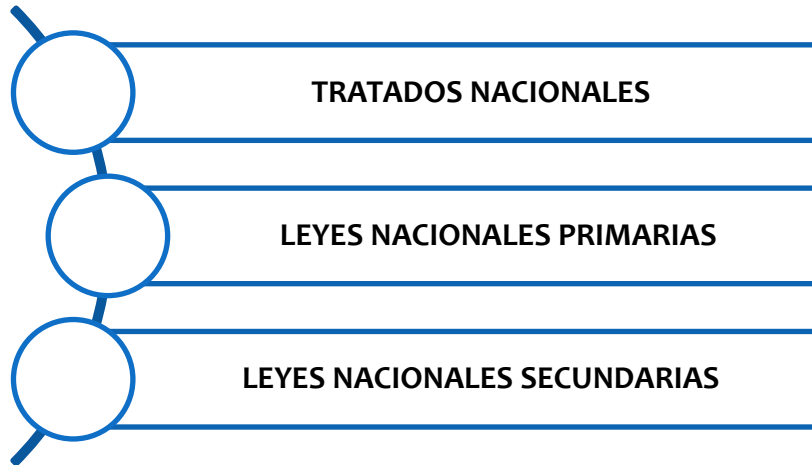 TRATADOS NACIONALES
LEYES NACIONALES PRIMARIAS
LEYES NACIONALES SECUNDARIAS